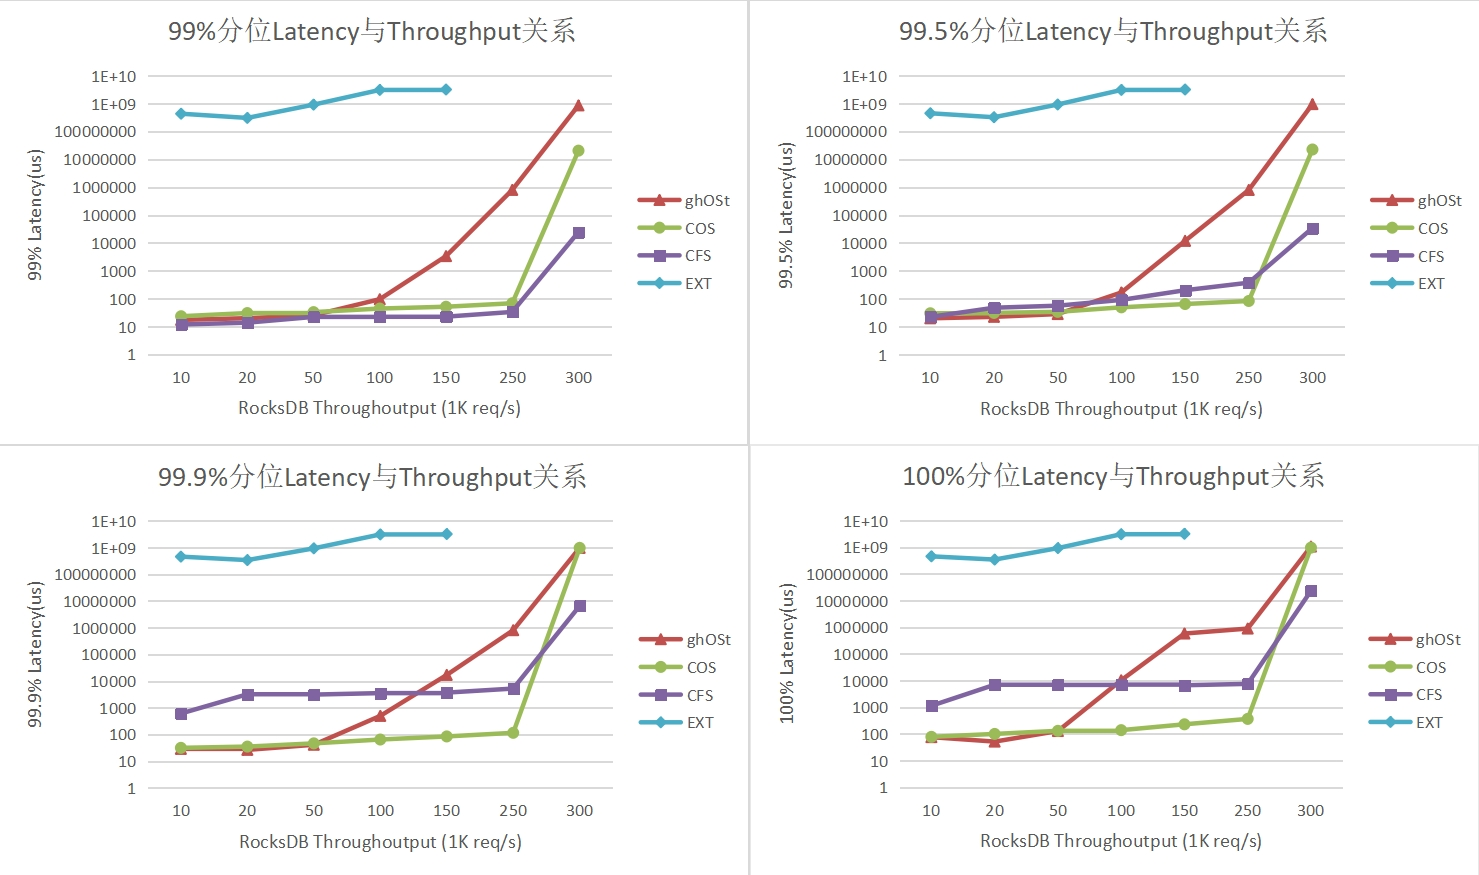 99%分位Latency与Throughput关系
1E+10
1E+09
100000000
10000000
1000000
100000
10000
1000
100
10
1
99% Latency(us)
10 20 50 100 150 250 300
RocksDB Throughoutput (1K req/s)
ghOSt
COS
CFS
EXT
99.5%分位Latency与Throughput关系
1E+10
1E+09
100000000
10000000
1000000
100000
10000
1000
100
10
1
99.5% Latency(us)
10 20 50 100 150 250 300
RocksDB Throughoutput (1K req/s)
ghOSt
COS
CFS
EXT
99.9%分位Latency与Throughput关系
1E+10
1E+09
100000000
10000000
1000000
100000
10000
1000
100
10
1
99.9% Latency(us)
10 20 50 100 150 250 300
RocksDB Throughoutput (1K req/s)
ghOSt
COS
CFS
EXT
100%分位Latency与Throughput关系
1E+10
1E+09
100000000
10000000
1000000
100000
10000
1000
100
10
1
100% Latency(us)
10 20 50 100 150 250 300
RocksDB Throughoutput (1K req/s)
ghOSt
COS
CFS
EXT